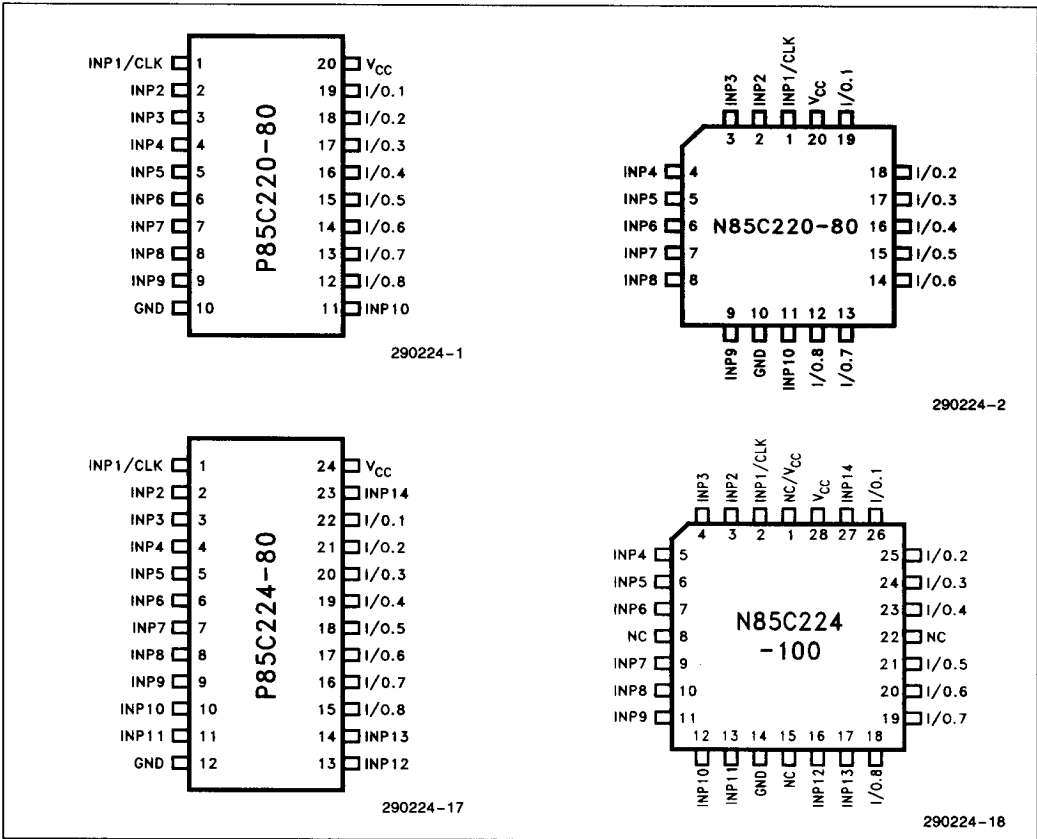 INP1/CLK 1 20 VCC
INP2 2 19 I/O.1
INP3 3 18 I/O.2
INP4 4 17 I/O.3
INP5 5 16 I/O.4
INP6 6 15 I/O.5
INP7 7 14 I/O.6
INP8 8 13 I/O.7
INP9 9 12 I/O.8
GND 10 11 INP10
P85C220-80
290224-1
INP3 INP2 INP1/CLK VCC I/O.1
3 2 1 20 19
INP4 4 18 I/O.2
INP5 5 17 I/O.3
INP6 6 N85C220-80 16 I/O.4
INP7 7 15 I/O.5
INP8 8 14 I/O.6
9 10 11 12 13
INP9 GND INP10 I/O.8 I/O.7
290224-2
INP1/CLK 1 24 VCC
INP2 2 23 INP14
INP3 3 22 I/O.1
INP4 4 21 I/O.2
INP5 5 20 I/O.3
INP6 6 19 I/O.4
INP7 7 18 I/O.5
INP8 8 17 I/O.6
INP9 9 16 I/O.7
INP10 10 15 I/O.8
INP11 11 14 INP13
GND 12 13 INP12
P85C224-80
290224-17
INP3 INP2 INP1/CLK NC/VCC VCC INP14 I/O.1
4 3 2 1 28 27 26
INP4 5 25 I/O.2
INP5 6 24 I/O.3
INP6 7 23 I/O.4
NC 8 22 NC
INP7 9 21 I/O.5
INP8 10 20 I/O.6
INP9 11 19 I/O.7
N85C224
-100
12 13 14 15 16 17 18
INP10 INP11 GND NC INP12 INP13 I/O.8
290224-18